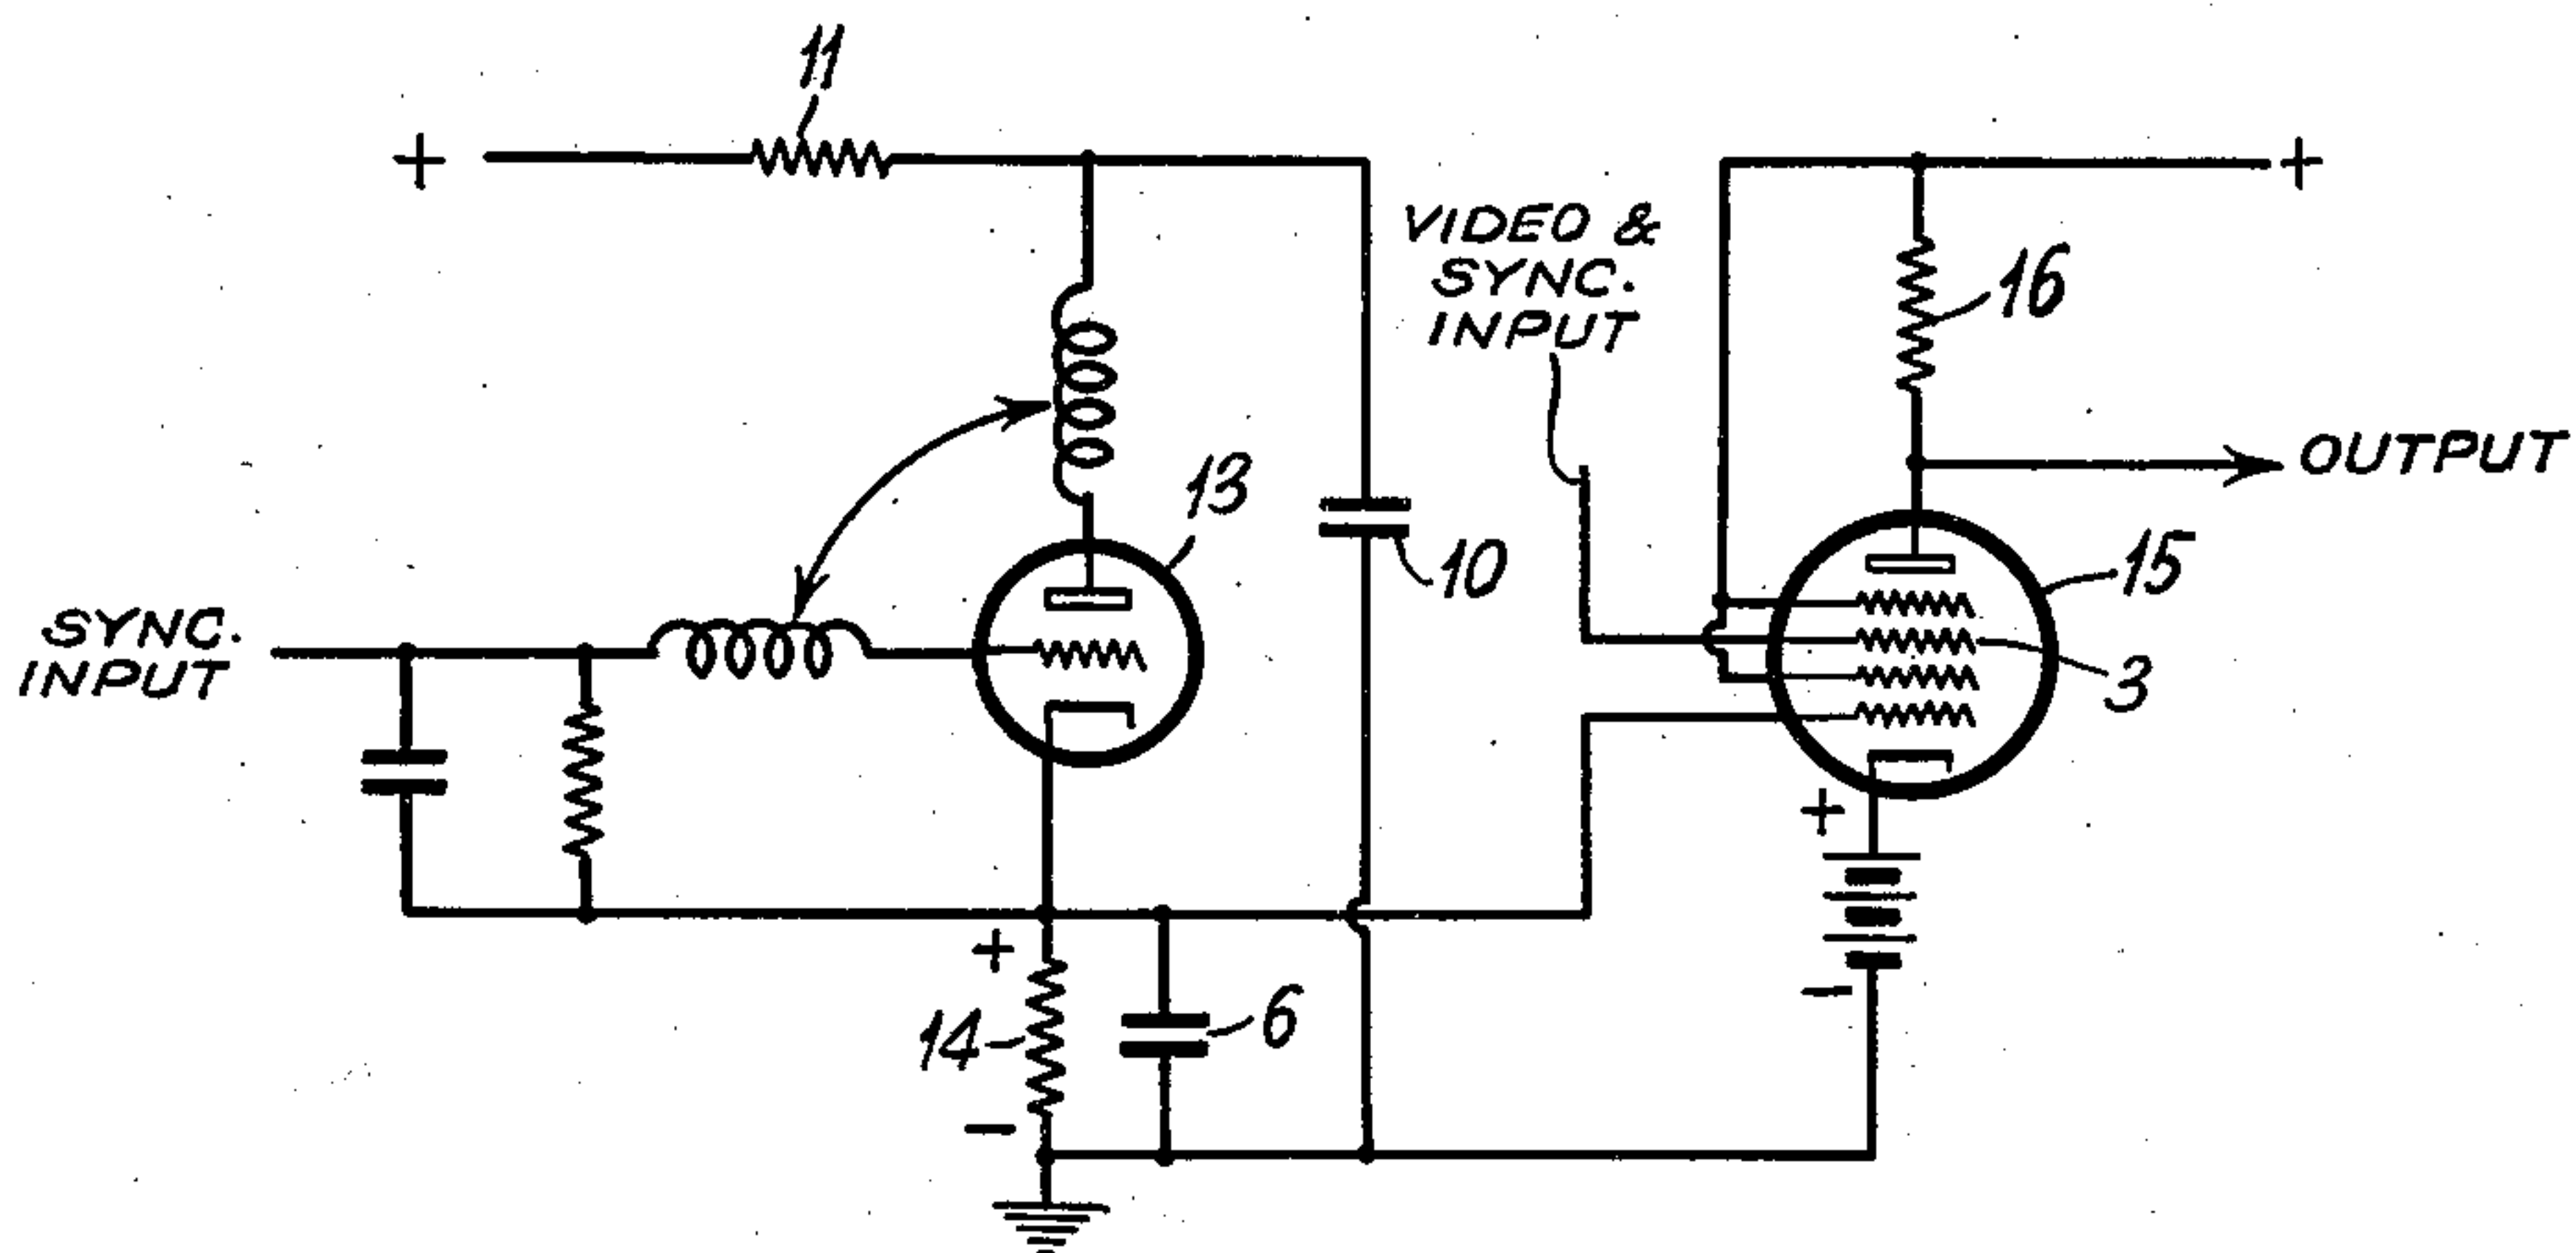 11
+
+
VIDEO &
SYNC.
INPUT
16
OUTPUT
13
10
15
SYNC.
INPUT
3
+
+
14
6
-
-